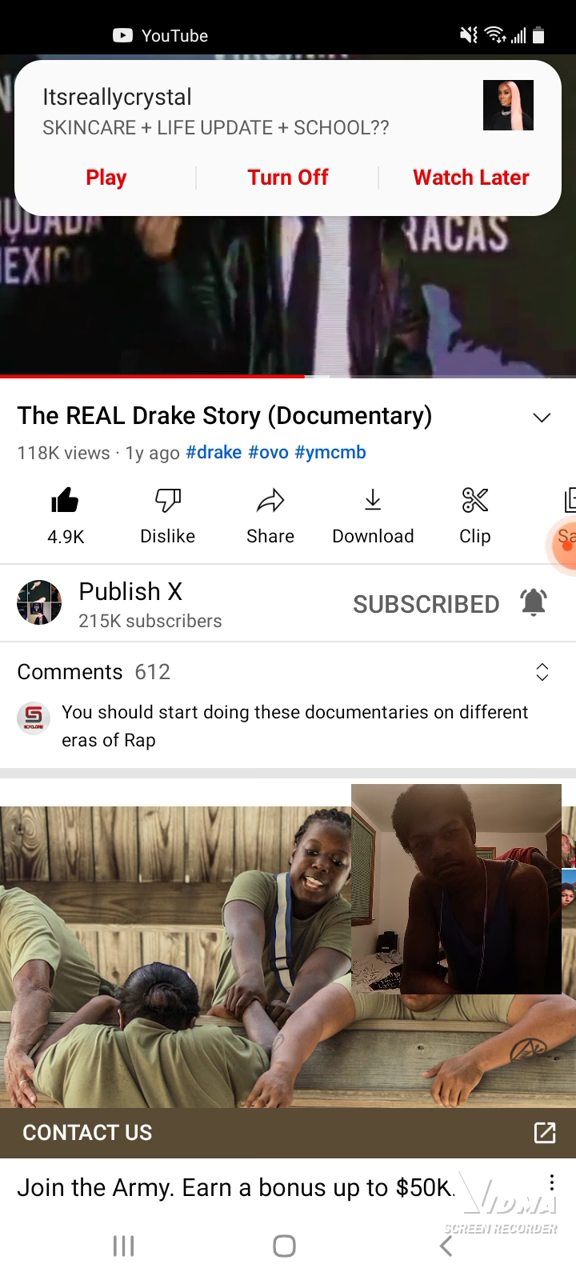 YouTube
Itsreallycrystal
SKINCARE + LIFE UPDATE + SCHOOL??
Play Turn Off Watch Later
RACAS
The REAL Drake Story (Documentary)
118K views · 1y ago #drake #ovo #ymcmb
4.9K Dislike Share Download Clip
Publish X
215K subscribers
SUBSCRIBED
Comments 612
You should start doing these documentaries on different
eras of Rap
CONTACT US
Join the Army. Earn a bonus up to $50K.
VIDMA
SCREEN RECORDER